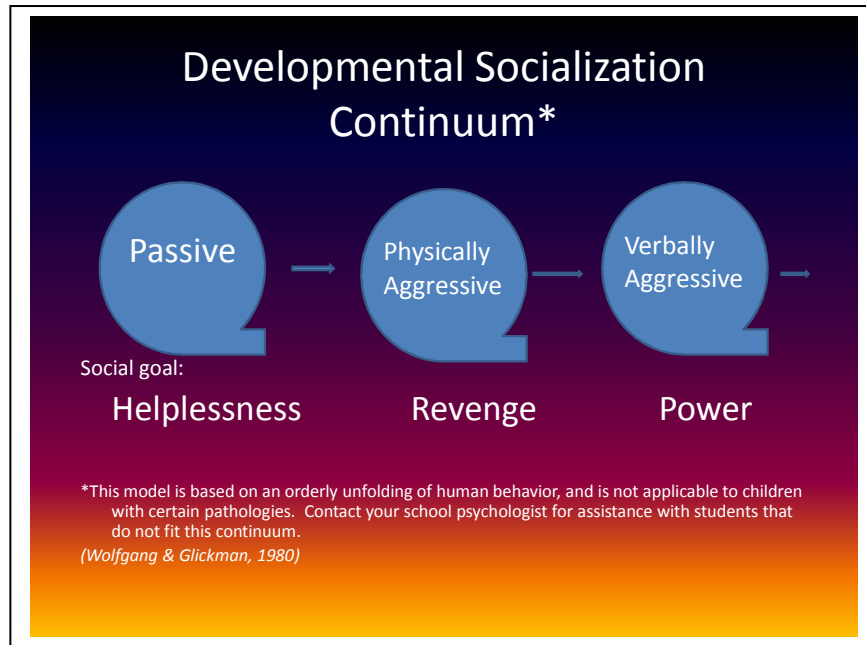 Developmental Socialization
Continuum*
Passive
Physically
Aggressive
Verbally
Aggressive
Social goal:
Helplessness
Revenge
Power
*This model is based on an orderly unfolding of human behavior, and is not applicable to children
with certain pathologies.  Contact your school psychologist for assistance with students that
do not fit this continuum.
(Wolfgang & Glickman, 1980)